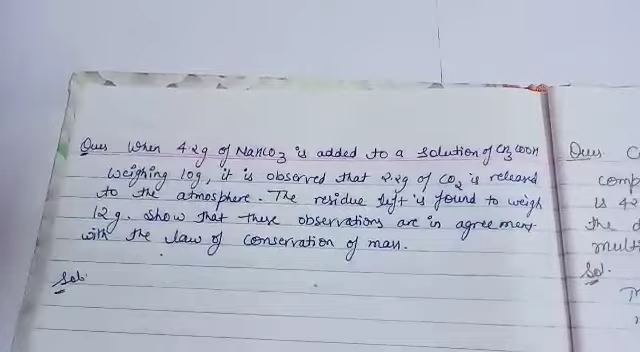 Ques When 4.2g of NaHCO3 is added to a solution of CH3COOH
weighing 10g, it is observed that 2.2g of CO2 is released
to the atmosphere. The residue left is found to weigh
12g. Show that these observations are in agreement
with the law of conservation of mass.
Sol.
Ques. C
comp
is 42
the d
multi
Sol.